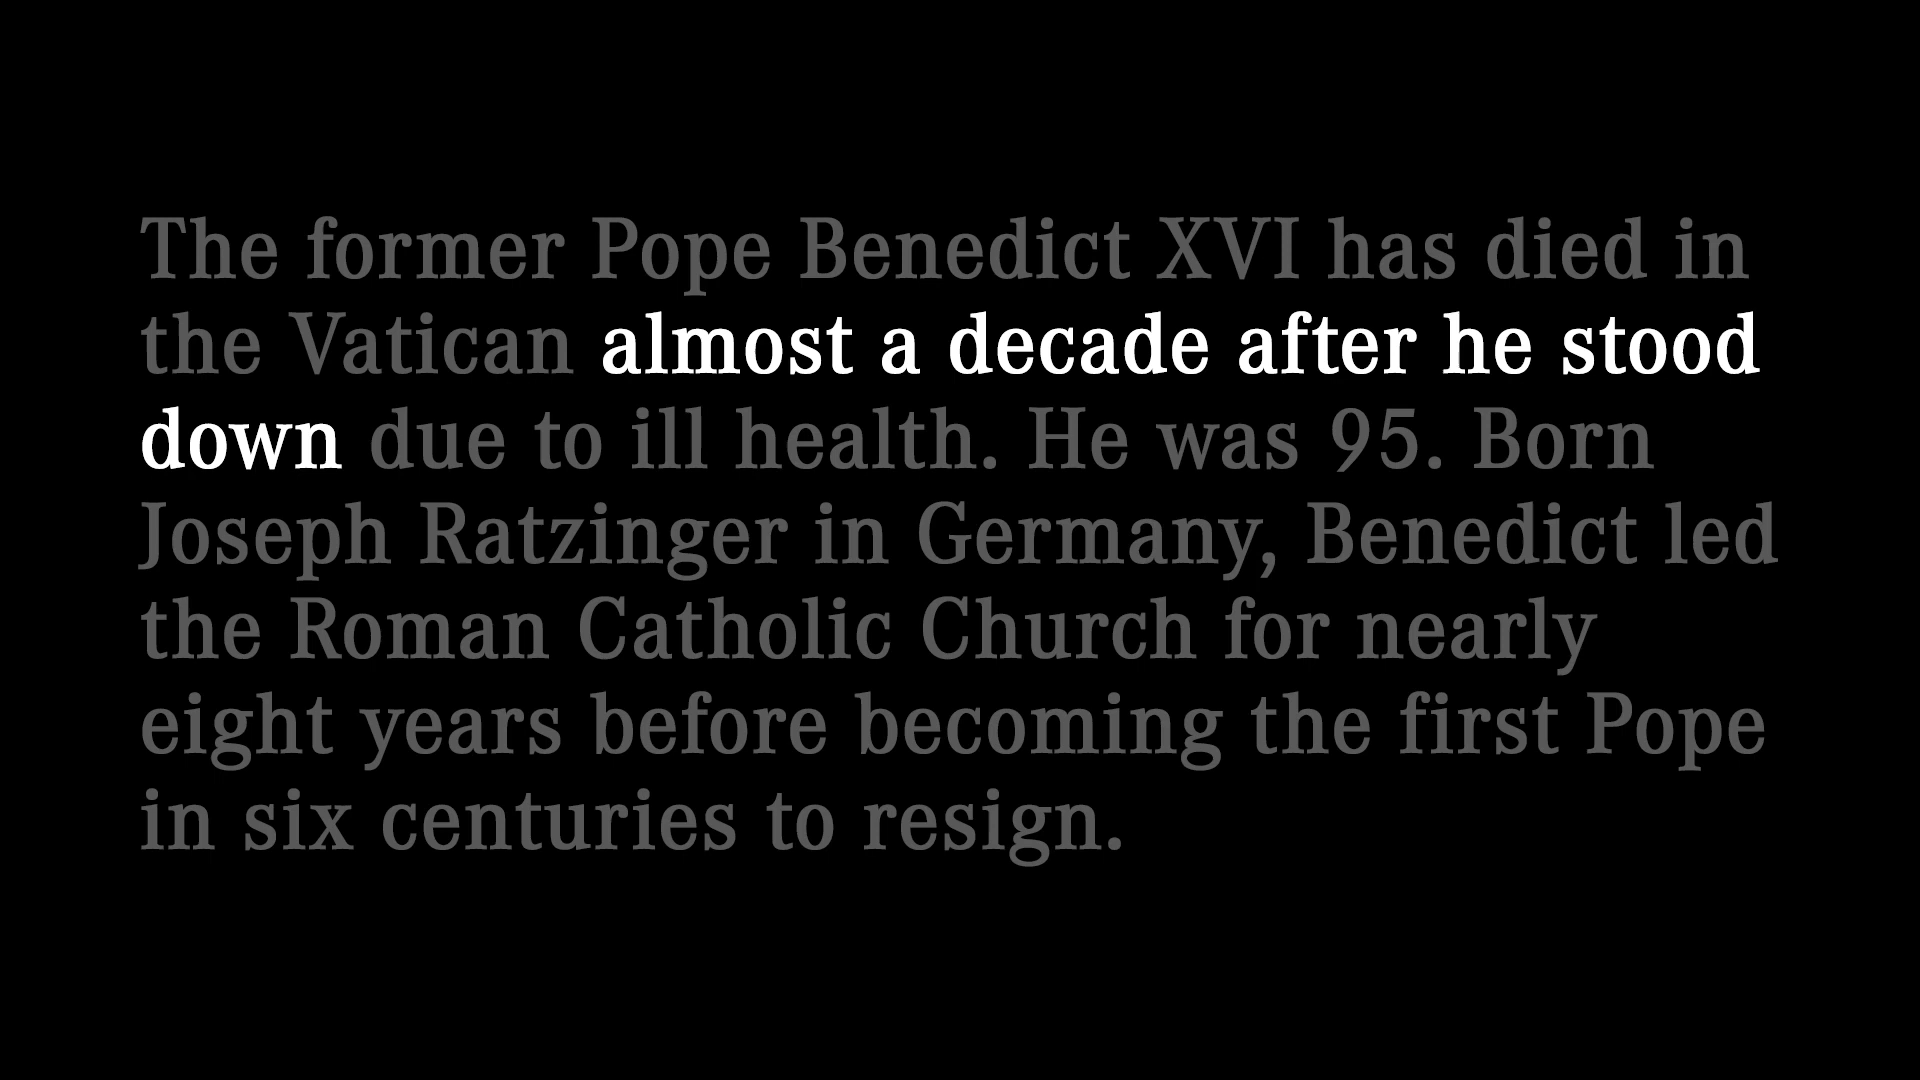 The former Pope Benedict XVI has died in
the Vatican almost a decade after he stood
down due to ill health. He was 95. Born
Joseph Ratzinger in Germany, Benedict led
the Roman Catholic Church for nearly
eight years before becoming the first Pope
in six centuries to resign.